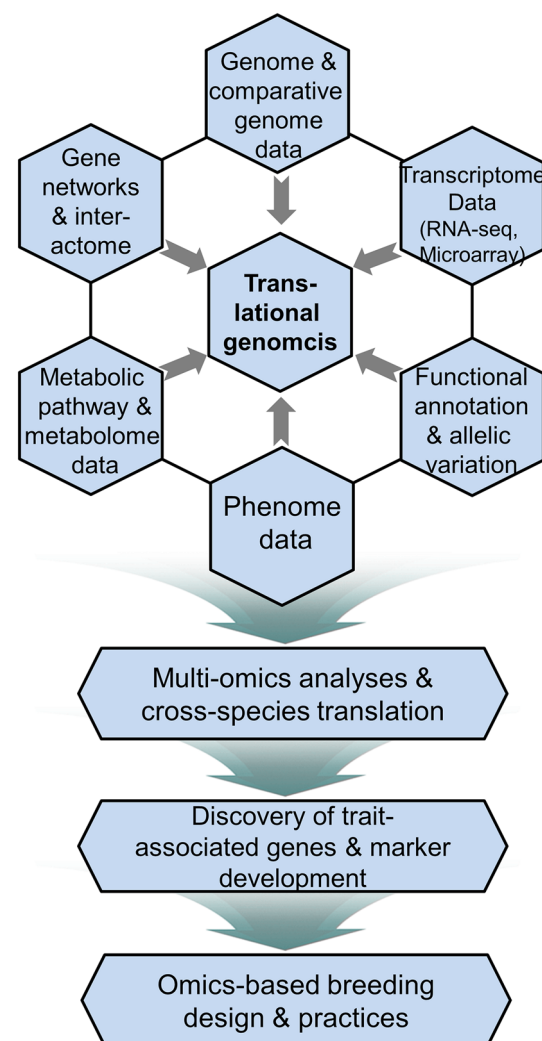 Genome &
comparative
genome
data
Gene
networks
& inter-
actome
Transcriptome
Data
(RNA-seq,
Microarray)
Trans-
lational
genomcis
Metabolic
pathway &
metabolome
data
Functional
annotation
& allelic
variation
Phenome
data
Multi-omics analyses &
cross-species translation
Discovery of trait-
associated genes & marker
development
Omics-based breeding
design & practices